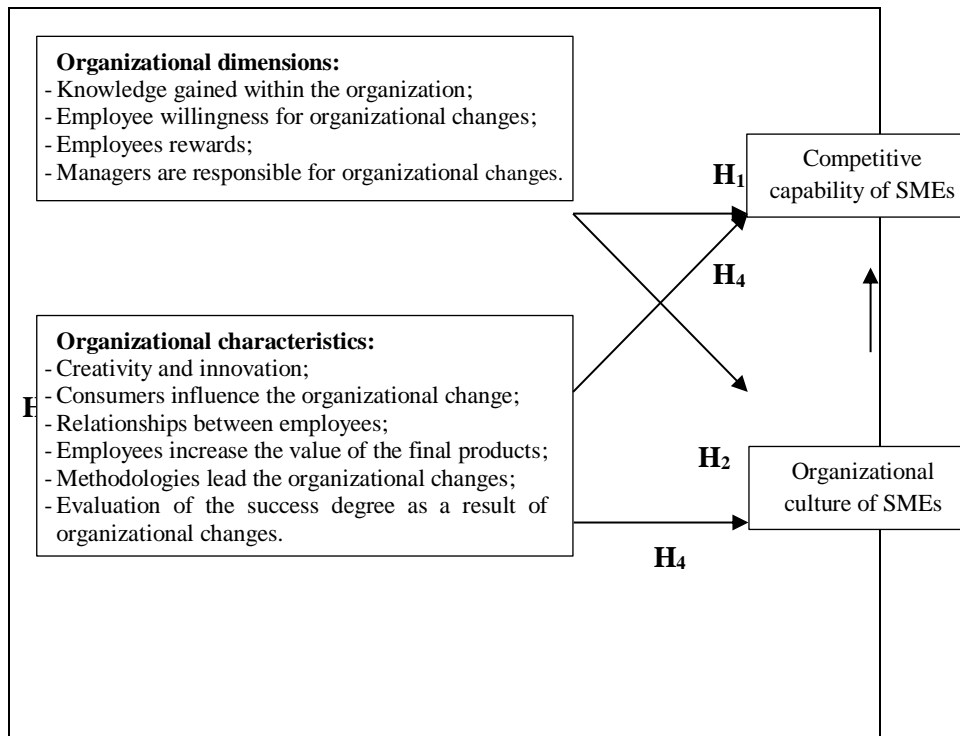 Organizational dimensions:
- Knowledge gained within the organization;
- Employee willingness for organizational changes;
- Employees rewards;
- Managers are responsible for organizational changes.
H1
Competitive
capability of SMEs
H4
Organizational characteristics:
- Creativity and innovation;
- Consumers influence the organizational change;
H
- Relationships between employees;
- Employees increase the value of the final products;
- Methodologies lead the organizational changes;
- Evaluation of the success degree as a result of
organizational changes.
H2
Organizational
culture of SMEs
H4